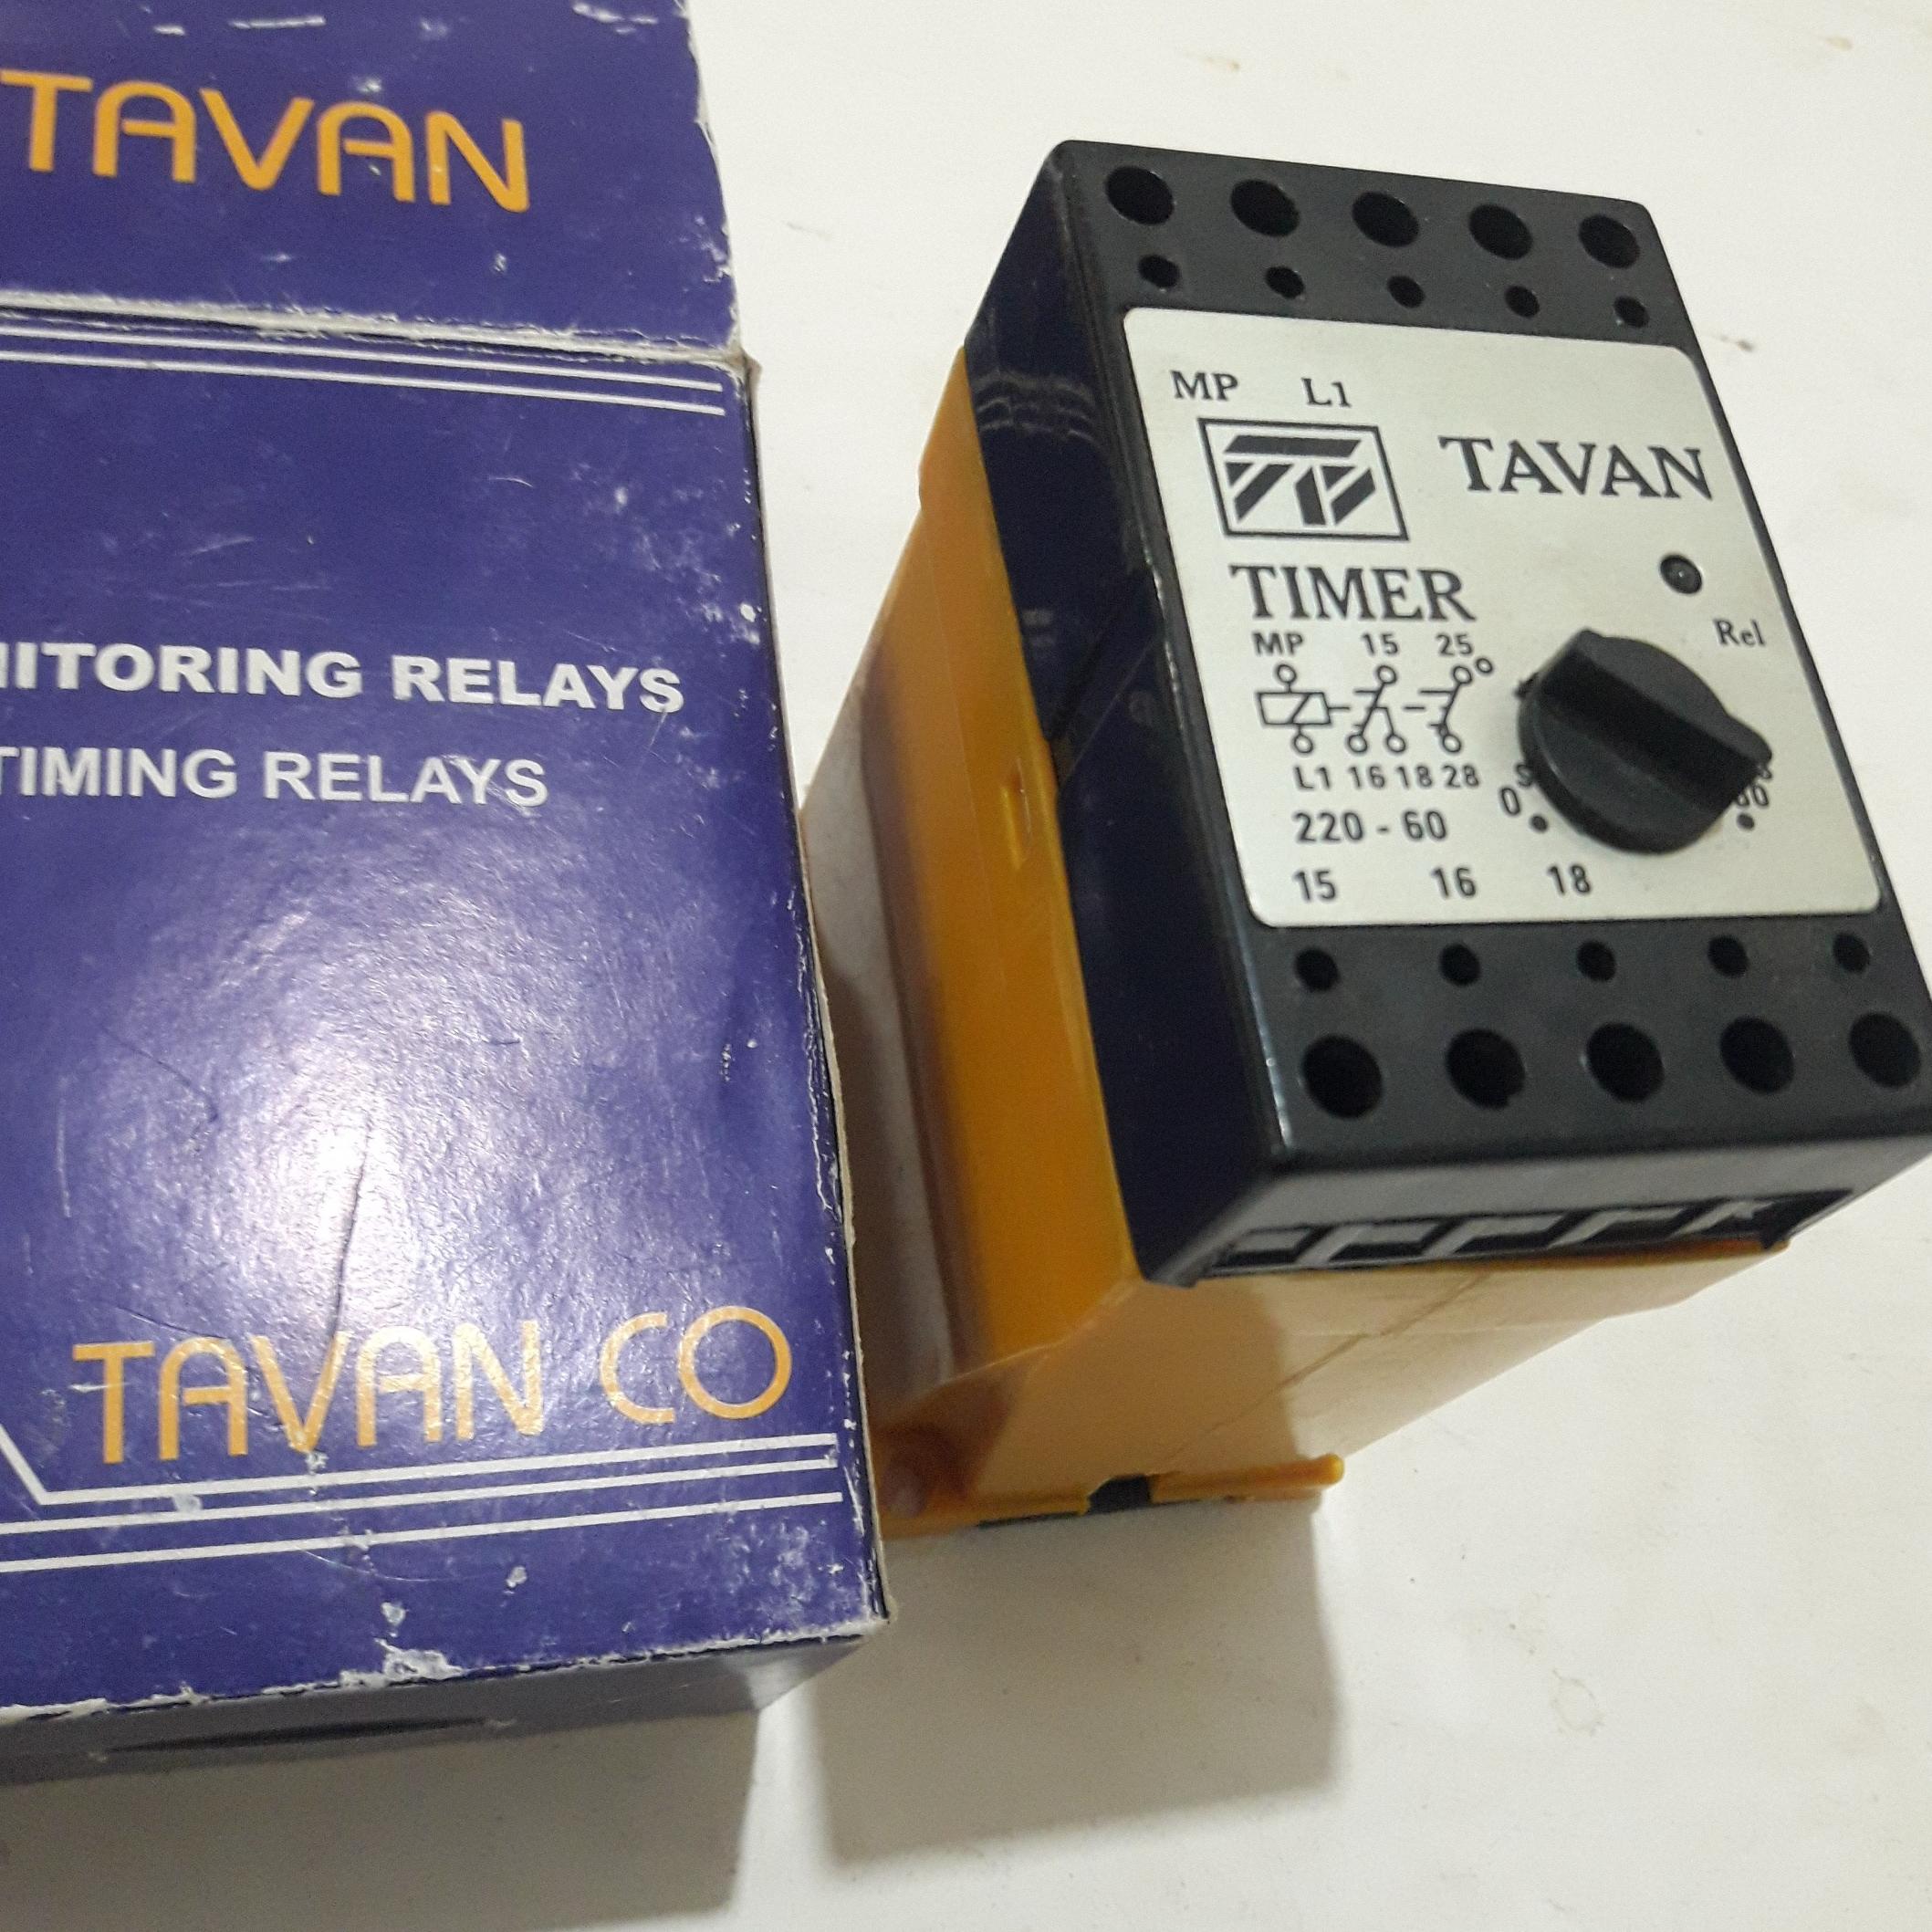 TAVAN
NITORING RELAYS
TIMING RELAYS
TAVAN CO
MP L1
TAVAN
TIMER
Rel
MP 15 25
L1 16 18 28
220 - 60
0
60
15 16 18